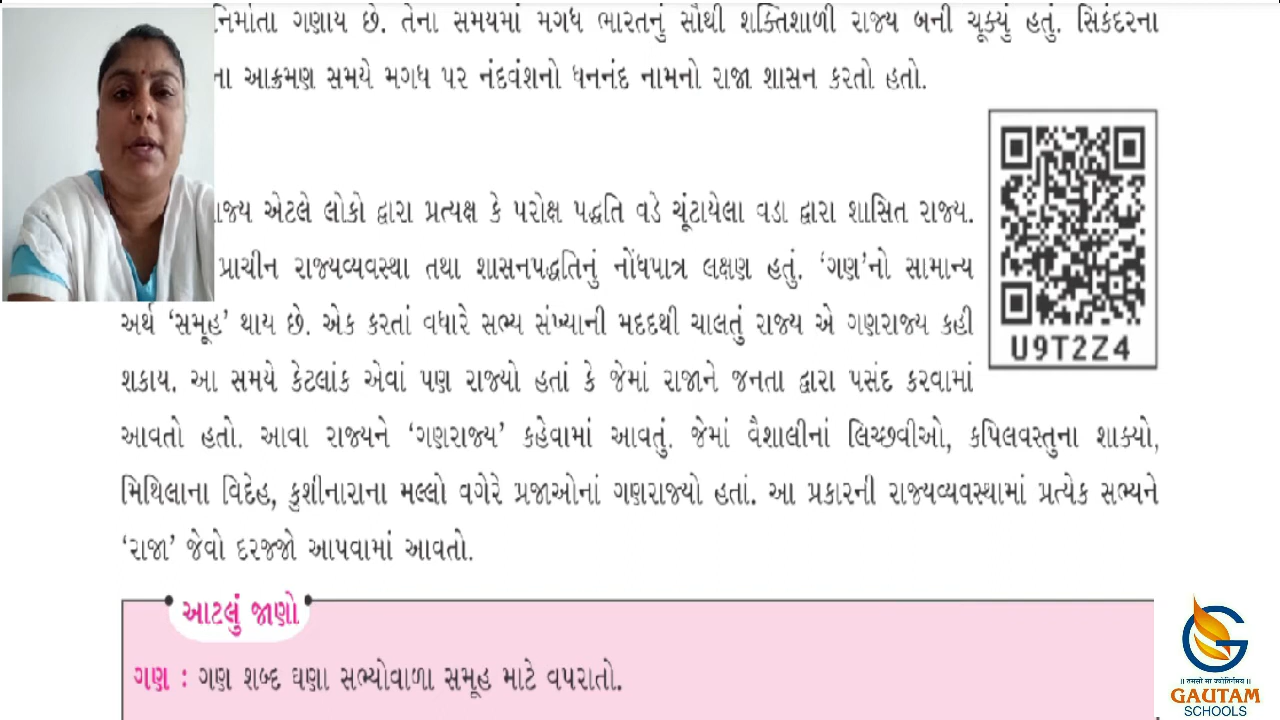 નિર્માતા ગણાય છે. તેના સમયમાં મગધ ભારતનું સૌથી શક્તિશાળી રાજ્ય બની ચૂક્યું હતું. સિકંદરના
ના આક્રમણ સમયે મગધ પર નંદવંશનો ધનનંદ નામનો રાજા શાસન કરતો હતો.
રાજ્ય એટલે લોકો દ્વારા પ્રત્યક્ષ કે પરોક્ષ પદ્ધતિ વડે ચૂંટાયેલા વડા દ્વારા શાસિત રાજ્ય.
પ્રાચીન રાજ્યવ્યવસ્થા તથા શાસનપદ્ધતિનું નોંધપાત્ર લક્ષણ હતું. ‘ગણ’નો સામાન્ય
અર્થ ‘સમૂહ’ થાય છે. એક કરતાં વધારે સભ્ય સંખ્યાની મદદથી ચાલતું રાજ્ય એ ગણરાજ્ય કહી
શકાય. આ સમયે કેટલાંક એવાં પણ રાજ્યો હતાં કે જેમાં રાજાને જનતા દ્વારા પસંદ કરવામાં
આવતો હતો. આવા રાજ્યને ‘ગણરાજ્ય’ કહેવામાં આવતું. જેમાં વૈશાલીનાં લિચ્છવીઓ, કપિલવસ્તુના શાક્યો,
મિથિલાના વિદેહ, કુશીનારાના મલ્લો વગેરે પ્રજાઓનાં ગણરાજ્યો હતાં. આ પ્રકારની રાજ્યવ્યવસ્થામાં પ્રત્યેક સભ્યને
‘રાજા’ જેવો દરજ્જો આપવામાં આવતો.
U9T2Z4
આટલું જાણો
ગણ : ગણ શબ્દ ઘણા સભ્યોવાળા સમૂહ માટે વપરાતો.
॥ તમસો મા જ્યોતિર્ગમય ॥
GAUTAM
SCHOOLS